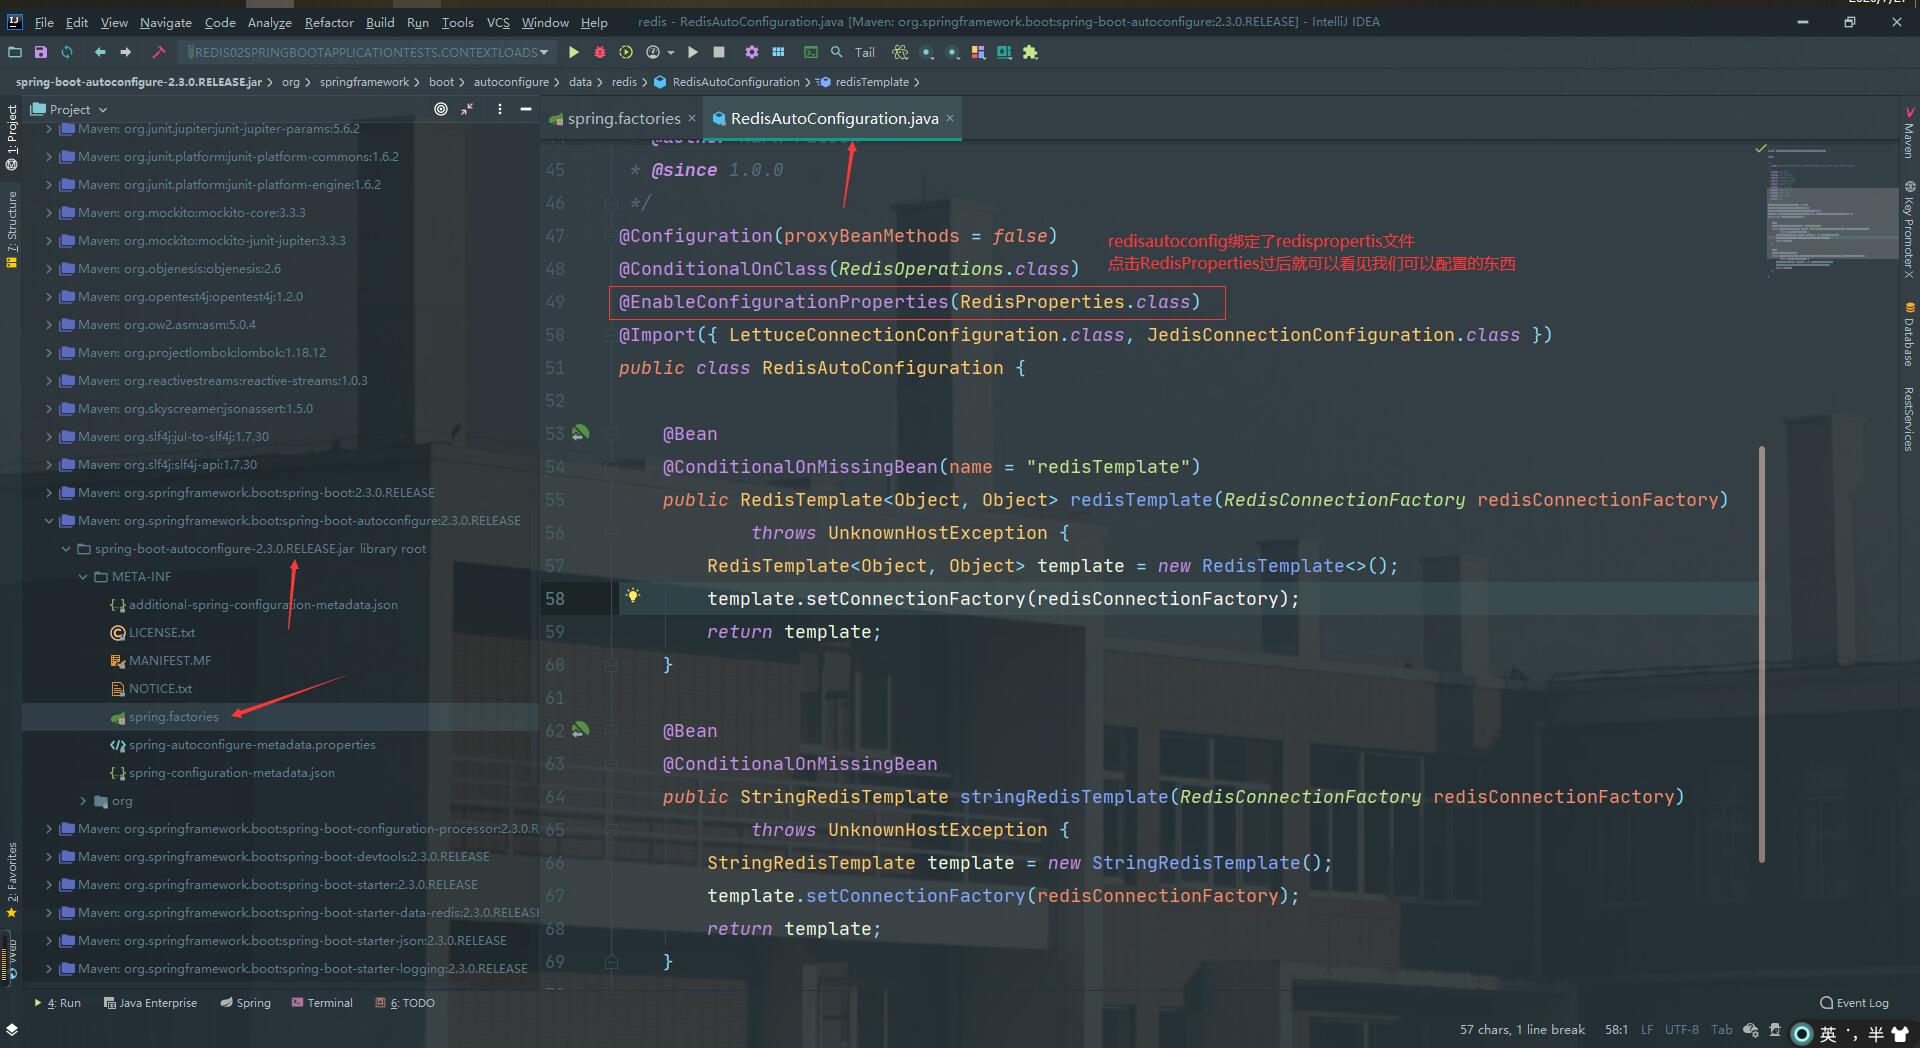 File Edit View Navigate Code Analyze Refactor Build Run Tools VCS Window Help redis - RedisAutoConfiguration.java [Maven: org.springframework.boot:spring-boot-autoconfigure:2.3.0.RELEASE] - IntelliJ IDEA
REDIS02SPRINGBOOTAPPLICATIONTESTS.CONTEXTLOADS Tail
spring-boot-autoconfigure-2.3.0.RELEASE.jar org springframework boot autoconfigure data redis RedisAutoConfiguration redisTemplate
Project
1: Project
7: Structure
2: Favorites
Web
Maven: org.junit.jupiter:junit-jupiter-params:5.6.2
Maven: org.junit.platform:junit-platform-commons:1.6.2
Maven: org.junit.platform:junit-platform-engine:1.6.2
Maven: org.mockito:mockito-core:3.3.3
Maven: org.mockito:mockito-junit-jupiter:3.3.3
Maven: org.objenesis:objenesis:2.6
Maven: org.opentest4j:opentest4j:1.2.0
Maven: org.ow2.asm:asm:5.0.4
Maven: org.projectlombok:lombok:1.18.12
Maven: org.reactivestreams:reactive-streams:1.0.3
Maven: org.skyscreamer:jsonassert:1.5.0
Maven: org.slf4j:jul-to-slf4j:1.7.30
Maven: org.slf4j:slf4j-api:1.7.30
Maven: org.springframework.boot:spring-boot:2.3.0.RELEASE
Maven: org.springframework.boot:spring-boot-autoconfigure:2.3.0.RELEASE
spring-boot-autoconfigure-2.3.0.RELEASE.jar library root
META-INF
additional-spring-configuration-metadata.json
LICENSE.txt
MANIFEST.MF
NOTICE.txt
spring.factories
spring-autoconfigure-metadata.properties
spring-configuration-metadata.json
org
Maven: org.springframework.boot:spring-boot-configuration-processor:2.3.0.R
Maven: org.springframework.boot:spring-boot-devtools:2.3.0.RELEASE
Maven: org.springframework.boot:spring-boot-starter:2.3.0.RELEASE
Maven: org.springframework.boot:spring-boot-starter-data-redis:2.3.0.RELEASE
Maven: org.springframework.boot:spring-boot-starter-json:2.3.0.RELEASE
Maven: org.springframework.boot:spring-boot-starter-logging:2.3.0.RELEASE
spring.factories RedisAutoConfiguration.java
45 * @since 1.0.0
46 */
47 @Configuration(proxyBeanMethods = false)
redisautoconfig绑定了redispropertis文件
点击RedisProperties过后就可以看见我们可以配置的东西
48 @ConditionalOnClass(RedisOperations.class)
49 @EnableConfigurationProperties(RedisProperties.class)
50 @Import({ LettuceConnectionConfiguration.class, JedisConnectionConfiguration.class })
51 public class RedisAutoConfiguration {
52
53 @Bean
54 @ConditionalOnMissingBean(name = "redisTemplate")
55 public RedisTemplate<Object, Object> redisTemplate(RedisConnectionFactory redisConnectionFactory)
56 throws UnknownHostException {
57 RedisTemplate<Object, Object> template = new RedisTemplate<>();
58 template.setConnectionFactory(redisConnectionFactory);
59 return template;
60 }
61
62 @Bean
63 @ConditionalOnMissingBean
64 public StringRedisTemplate stringRedisTemplate(RedisConnectionFactory redisConnectionFactory)
65 throws UnknownHostException {
66 StringRedisTemplate template = new StringRedisTemplate();
67 template.setConnectionFactory(redisConnectionFactory);
68 return template;
69 }
Maven
Key Promoter X
Database
RestServices
4: Run Java Enterprise Spring Terminal 6: TODO Event Log
57 chars, 1 line break 58:1 LF UTF-8 Tab 英 半